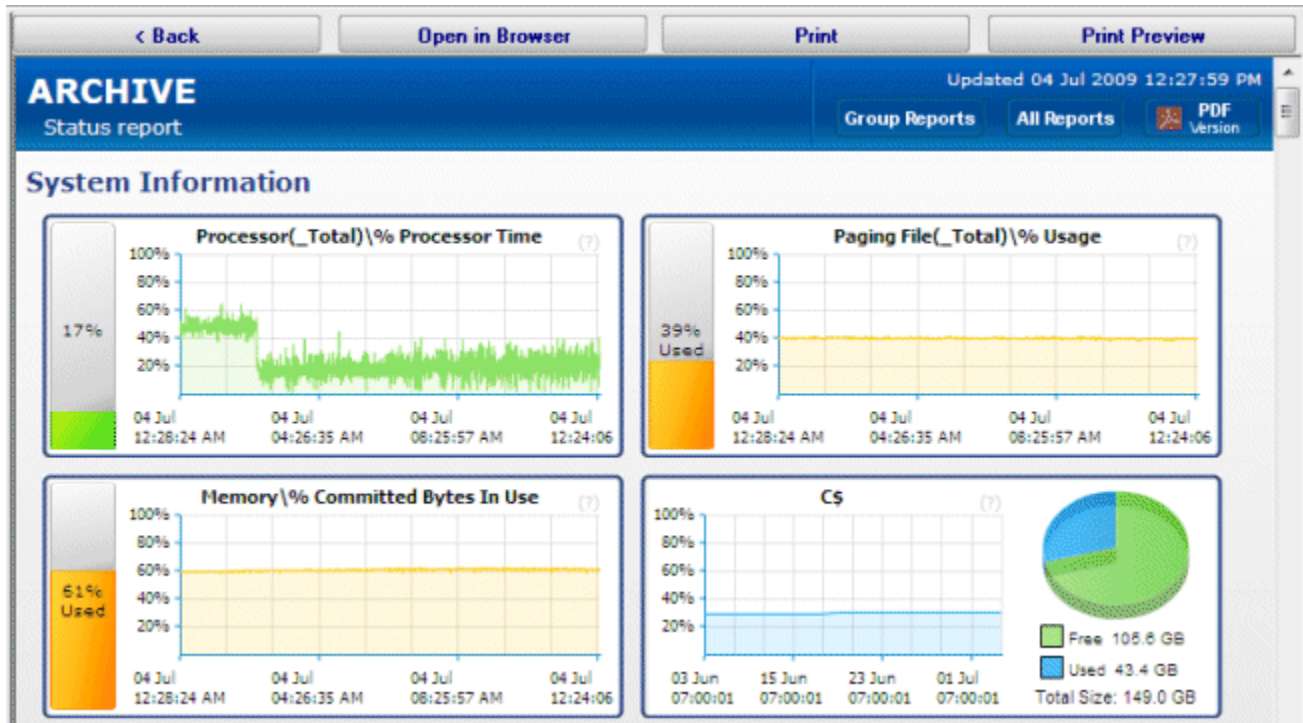 < Back
Open in Browser
Print
Print Preview
ARCHIVE
Status report
Updated 04 Jul 2009 12:27:59 PM
Group Reports
All Reports
PDF
Version
System Information
Processor(_Total)\% Processor Time
(?)
17%
100%
80%
60%
40%
20%
04 Jul 04 Jul 04 Jul 04 Jul
12:28:24 AM 04:26:35 AM 08:25:57 AM 12:24:06
Paging File(_Total)\% Usage
(?)
39%
Used
100%
80%
60%
40%
20%
04 Jul 04 Jul 04 Jul 04 Jul
12:28:24 AM 04:26:35 AM 08:25:57 AM 12:24:06
Memory\% Committed Bytes In Use
(?)
61%
Used
100%
80%
60%
40%
20%
04 Jul 04 Jul 04 Jul 04 Jul
12:28:24 AM 04:26:35 AM 08:25:57 AM 12:24:06
C$
(?)
100%
80%
60%
40%
20%
03 Jun 15 Jun 23 Jun 01 Jul
07:00:01 07:00:01 07:00:01 07:00:01
Free 105.6 GB
Used 43.4 GB
Total Size: 149.0 GB